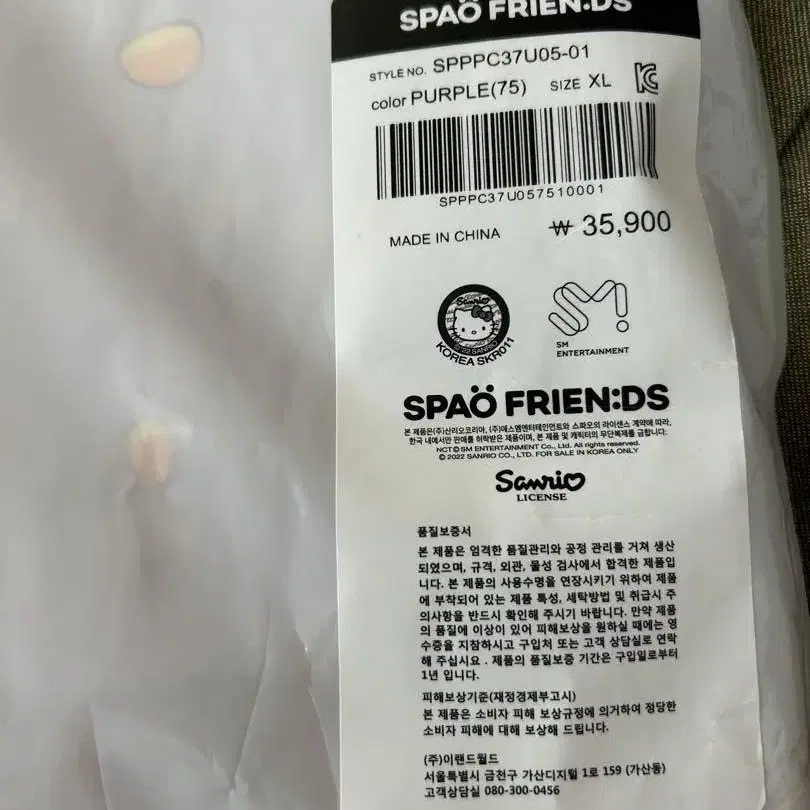 SPAÖ FRIEN:DS
STYLE NO. SPPPC37U05-01
color PURPLE(75) SIZE XL
SPPPC37U057510001
MADE IN CHINA ₩ 35,900
Sanrio
© '22 SANRIO
KOREA SKR011
SM!
SM
ENTERTAINMENT
SPAÖ FRIEN:DS
본 제품은(주)산리오코리아, (주)에스엠엔터테인먼트와 스파오의 라이센스 계약에 따라,
한국 내에서만 판매를 허락받은 제품이며, 본 제품 및 캐릭터의 무단복제를 금합니다.
NCT©SM ENTERTAINMENT Co., Ltd. All rights reserved.
© 2022 SANRIO CO., LTD. FOR SALE IN KOREA ONLY
Sanrio
LICENSE
품질보증서
본 제품은 엄격한 품질관리와 공정 관리를 거쳐 생산
되었으며, 규격, 외관, 물성 검사에서 합격한 제품입
니다. 본 제품의 사용수명을 연장시키기 위하여 제품
에 부착되어 있는 제품 특성, 세탁방법 및 취급시 주
의사항을 반드시 확인해 주시기 바랍니다. 만약 제품
의 품질에 이상이 있어 피해보상을 원하실 때에는 영
수증을 지참하시고 구입처 또는 고객 상담실로 연락
해 주십시요 . 제품의 품질보증 기간은 구입일로부터
1년 입니다.
피해보상기준(재정경제부고시)
본 제품은 소비자 피해 보상규정에 의거하여 정당한
소비자 피해에 대해 보상해 드립니다.
(주)이랜드월드
서울특별시 금천구 가산디지털 1로 159 (가산동)
고객상담실 080-300-0456